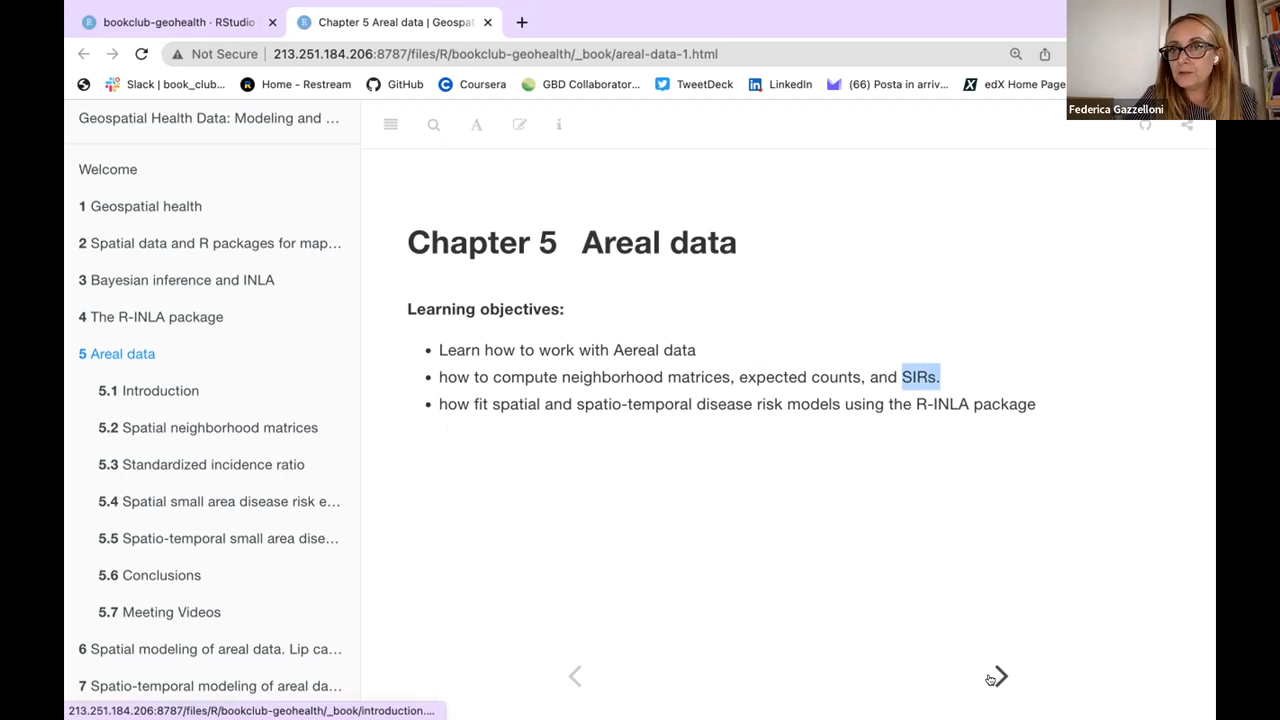 bookclub-geohealth · RStudio
Chapter 5 Areal data | Geospat
Not Secure 213.251.184.206:8787/files/R/bookclub-geohealth/_book/areal-data-1.html
Slack | book_club... Home - Restream GitHub Coursera GBD Collaborator... TweetDeck LinkedIn (66) Posta in arriv... edX Home Page
Federica Gazzelloni
Geospatial Health Data: Modeling and ...
Welcome
1 Geospatial health
2 Spatial data and R packages for map...
3 Bayesian inference and INLA
4 The R-INLA package
5 Areal data
5.1 Introduction
5.2 Spatial neighborhood matrices
5.3 Standardized incidence ratio
5.4 Spatial small area disease risk e...
5.5 Spatio-temporal small area dise...
5.6 Conclusions
5.7 Meeting Videos
6 Spatial modeling of areal data. Lip ca...
7 Spatio-temporal modeling of areal da...
Chapter 5 Areal data
Learning objectives:
• Learn how to work with Aereal data
• how to compute neighborhood matrices, expected counts, and SIRs.
• how fit spatial and spatio-temporal disease risk models using the R-INLA package
213.251.184.206:8787/files/R/bookclub-geohealth/_book/introduction....